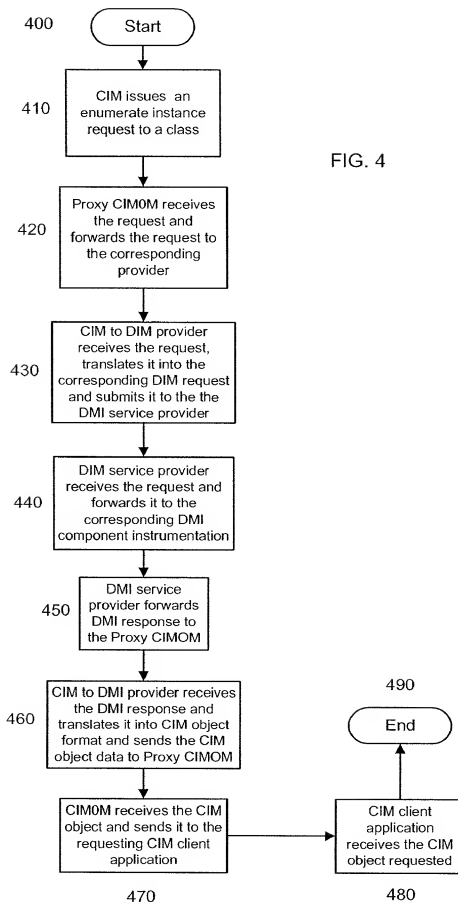 400
Start
410
CIM issues an
enumerate instance
request to a class
FIG. 4
420
Proxy CIM0M receives
the request and
forwards the request to
the corresponding
provider
430
CIM to DIM provider
receives the request,
translates it into the
corresponding DIM request
and submits it to the the
DMI service provider
440
DIM service provider
receives the request and
forwards it to the
corresponding DMI
component instrumentation
450
DMI service
provider forwards
DMI response to
the Proxy CIMOM
460
CIM to DMI provider receives
the DMI response and
translates it into CIM object
format and sends the CIM
object data to Proxy CIMOM
490
End
CIM0M receives the CIM
object and sends it to the
requesting CIM client
application
470
CIM client
application
receives the CIM
object requested
480